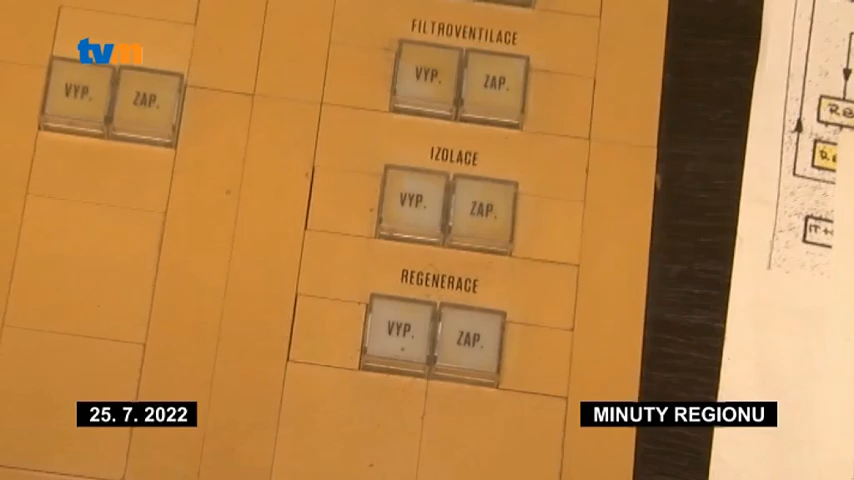 tvm
FILTROVENTILACE
VYP. ZAP.
VYP. ZAP.
IZOLACE
VYP. ZAP.
REGENERACE
VYP. ZAP.
25. 7. 2022
MINUTY REGIONU